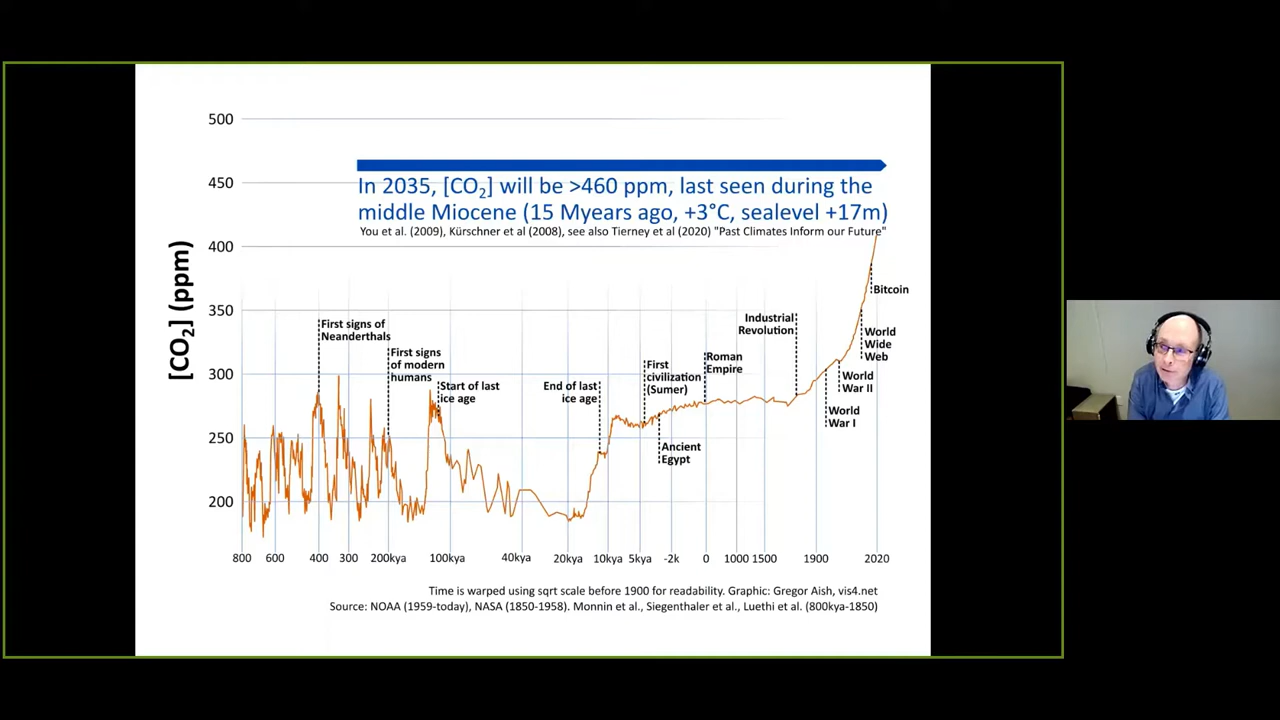 500
450
400
350
300
250
200
[CO₂] (ppm)
In 2035, [CO₂] will be >460 ppm, last seen during the
middle Miocene (15 Myears ago, +3°C, sealevel +17m)
You et al. (2009), Kürschner et al (2008), see also Tierney et al (2020) "Past Climates Inform our Future"
First signs of
Neanderthals
First signs
of modern
humans
Start of last
ice age
End of last
ice age
First
civilization
(Sumer)
Ancient
Egypt
Roman
Empire
Industrial
Revolution
World
War I
World
War II
World
Wide
Web
Bitcoin
800 600 400 300 200kya 100kya 40kya 20kya 10kya 5kya -2k 0 1000 1500 1900 2020
Time is warped using sqrt scale before 1900 for readability. Graphic: Gregor Aish, vis4.net
Source: NOAA (1959-today), NASA (1850-1958). Monnin et al., Siegenthaler et al., Luethi et al. (800kya-1850)